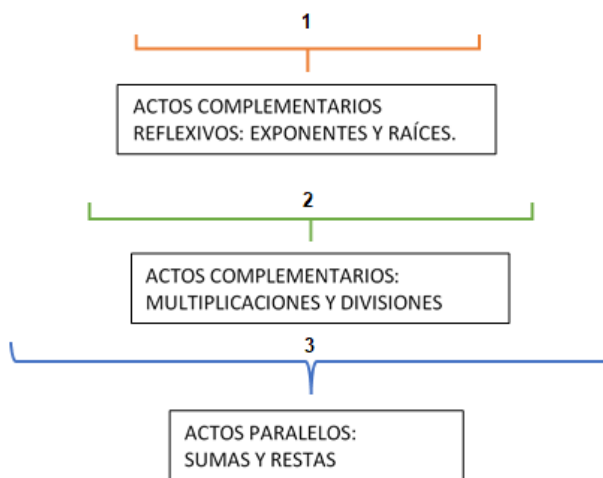 1
ACTOS COMPLEMENTARIOS
REFLEXIVOS: EXPONENTES Y RAÍCES.
2
ACTOS COMPLEMENTARIOS:
MULTIPLICACIONES Y DIVISIONES
3
ACTOS PARALELOS:
SUMAS Y RESTAS